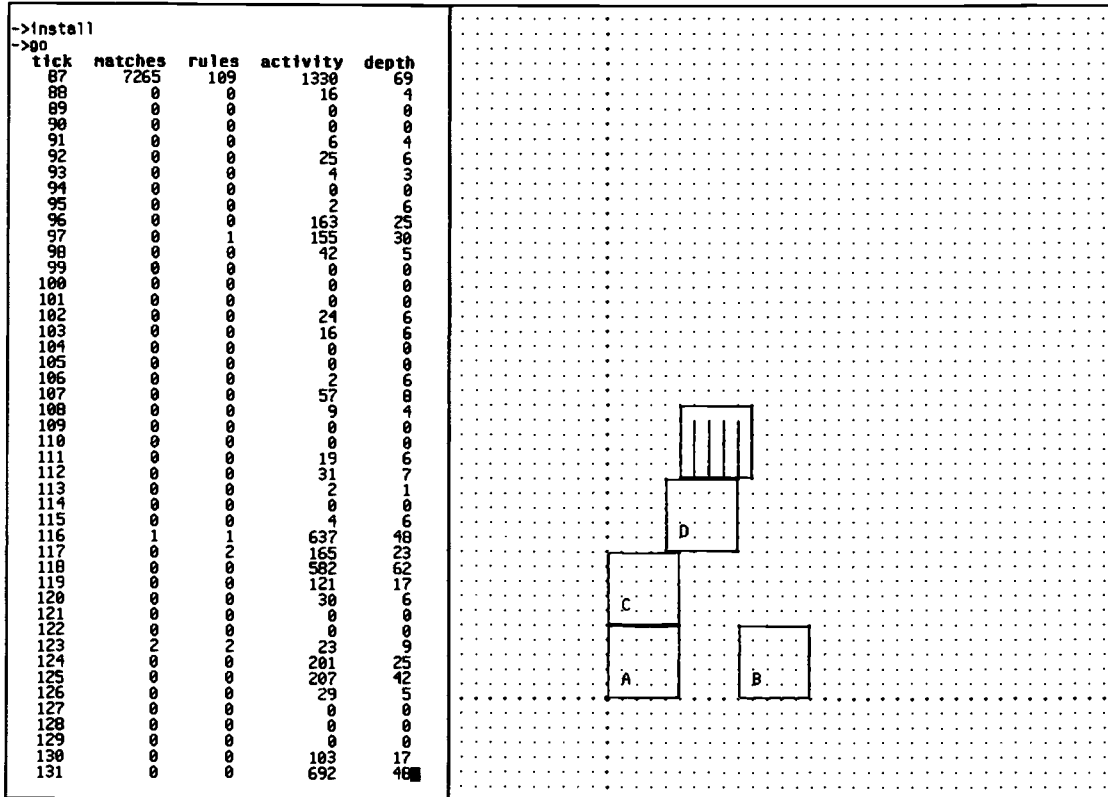 ->install
->go
tick matches rules activity depth
87 7265 109 1330 69
88 0 0 16 4
89 0 0 0 0
90 0 0 0 0
91 0 0 6 4
92 0 0 25 6
93 0 0 4 3
94 0 0 0 0
95 0 0 2 6
96 0 0 163 25
97 0 1 155 30
98 0 0 42 5
99 0 0 0 0
100 0 0 0 0
101 0 0 0 0
102 0 0 24 6
103 0 0 16 6
104 0 0 0 0
105 0 0 0 0
106 0 0 2 6
107 0 0 57 8
108 0 0 9 4
109 0 0 0 0
110 0 0 0 0
111 0 0 19 6
112 0 0 31 7
113 0 0 2 1
114 0 0 0 0
115 0 0 4 6
116 1 1 637 48
117 0 2 165 23
118 0 0 582 62
119 0 0 121 17
120 0 0 30 6
121 0 0 0 0
122 0 0 0 0
123 2 2 23 9
124 0 0 201 25
125 0 0 207 42
126 0 0 29 5
127 0 0 0 0
128 0 0 0 0
129 0 0 0 0
130 0 0 103 17
131 0 0 692 48
D
C
A B